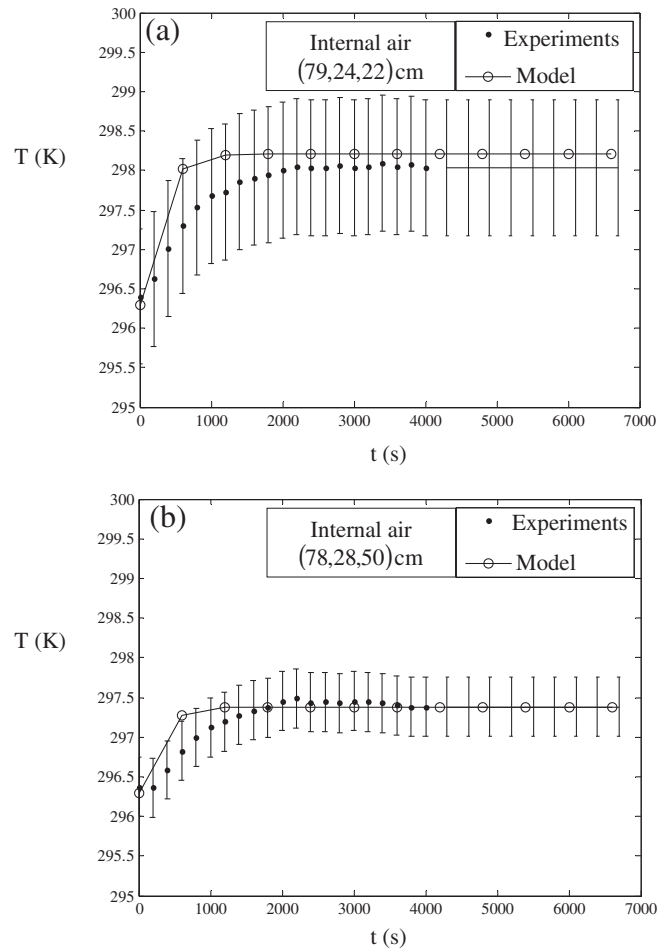 (a)
Internal air
(79,24,22)cm
Experiments
Model
T (K)
300
299.5
299
298.5
298
297.5
297
296.5
296
295.5
295
0 1000 2000 3000 4000 5000 6000 7000
t (s)
(b)
Internal air
(78,28,50)cm
Experiments
Model
T (K)
300
299.5
299
298.5
298
297.5
297
296.5
296
295.5
295
0 1000 2000 3000 4000 5000 6000 7000
t (s)